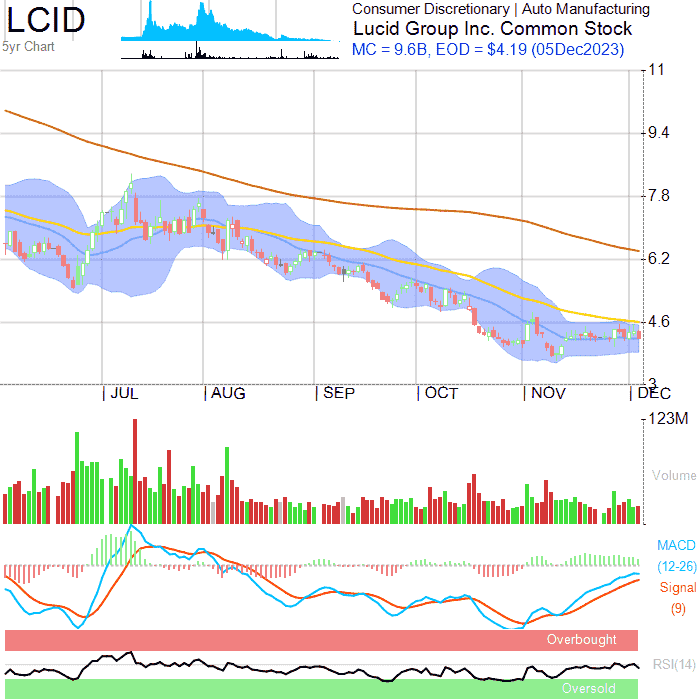 LCID
5yr Chart
Consumer Discretionary | Auto Manufacturing
Lucid Group Inc. Common Stock
MC = 9.6B, EOD = $4.19 (05Dec2023)
11
9.4
7.8
6.2
4.6
3
JUL AUG SEP OCT NOV DEC
123M
Volume
MACD
(12-26)
Signal
(9)
Overbought
RSI(14)
Oversold